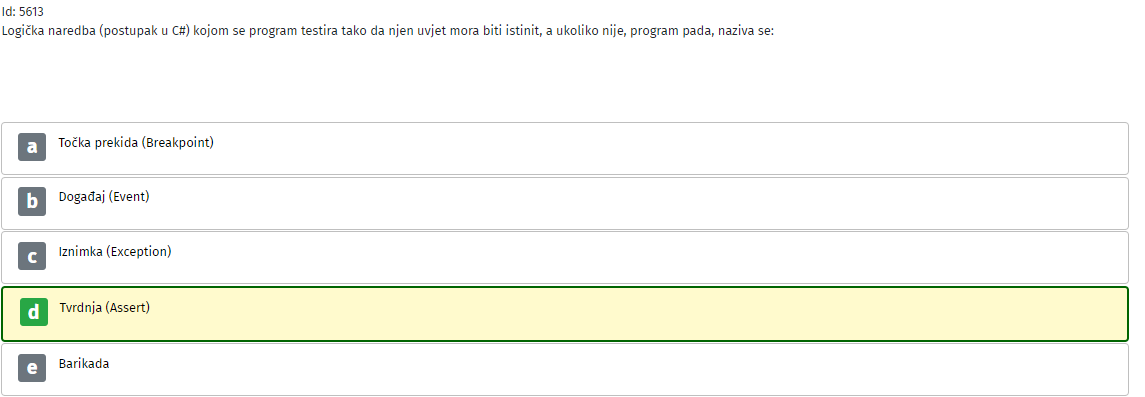 Id: 5613
Logička naredba (postupak u C#) kojom se program testira tako da njen uvjet mora biti istinit, a ukoliko nije, program pada, naziva se:
a Točka prekida (Breakpoint)
b Događaj (Event)
c Iznimka (Exception)
d Tvrdnja (Assert)
e Barikada